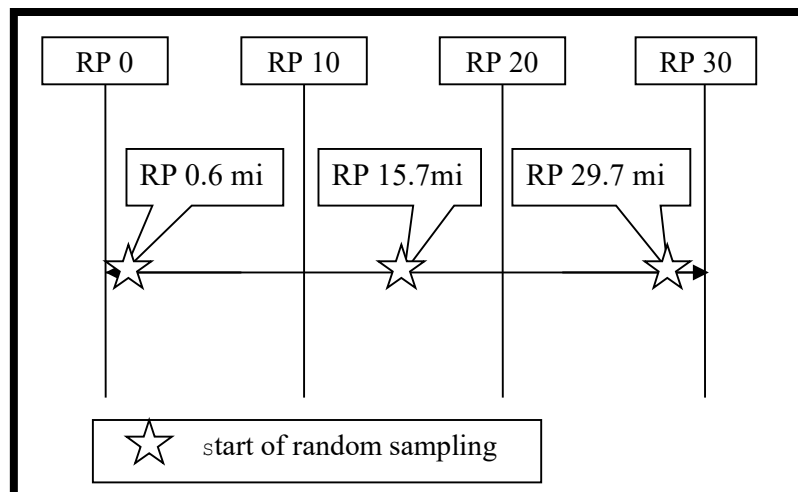 RP 0
RP 10
RP 20
RP 30
RP 0.6 mi
RP 15.7mi
RP 29.7 mi
start of random sampling